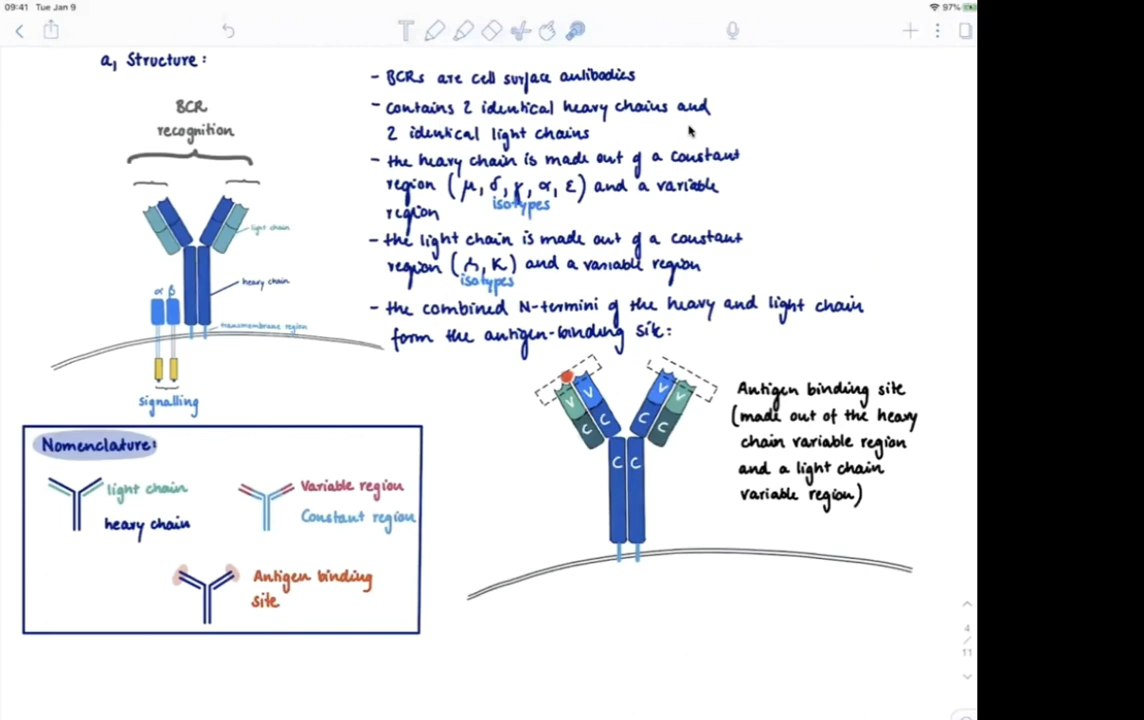 09:41 Tue Jan 9
97%
a, Structure:
BCR
recognition
light chain
heavy chain
α β
transmembrane region
signalling
- BCRs are cell surface antibodies
- contains 2 identical heavy chains and
2 identical light chains
- the heavy chain is made out of a constant
region (μ, δ, γ, α, ε) and a variable
isotypes
region
- the light chain is made out of a constant
region (λ, κ) and a variable region
isotypes
- the combined N-termini of the heavy and light chain
form the antigen-binding site:
V V V V
C C C C
C C
Antigen binding site
(made out of the heavy
chain variable region
and a light chain
variable region)
Nomenclature:
light chain
heavy chain
Variable region
Constant region
Antigen binding
site
4
/
11